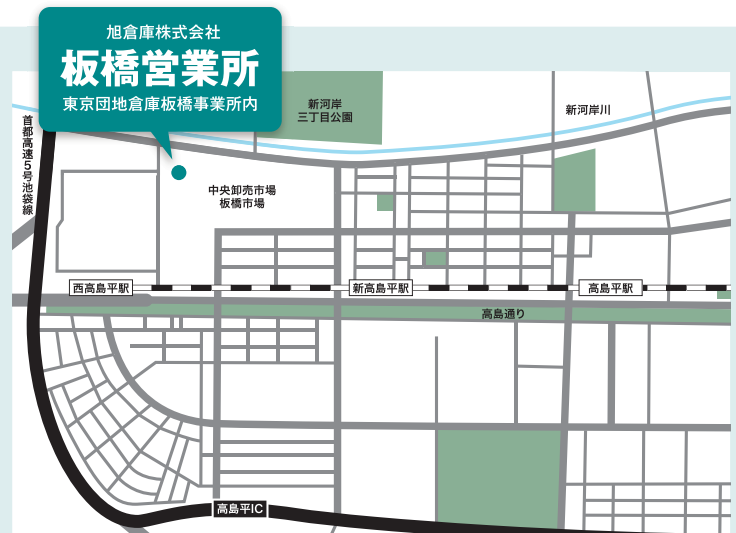 旭倉庫株式会社
板橋営業所
東京団地倉庫板橋事業所内
新河岸
三丁目公園
新河岸川
首都高速5号池袋線
中央卸売市場
板橋市場
西高島平駅
新高島平駅
高島平駅
高島通り
高島平IC